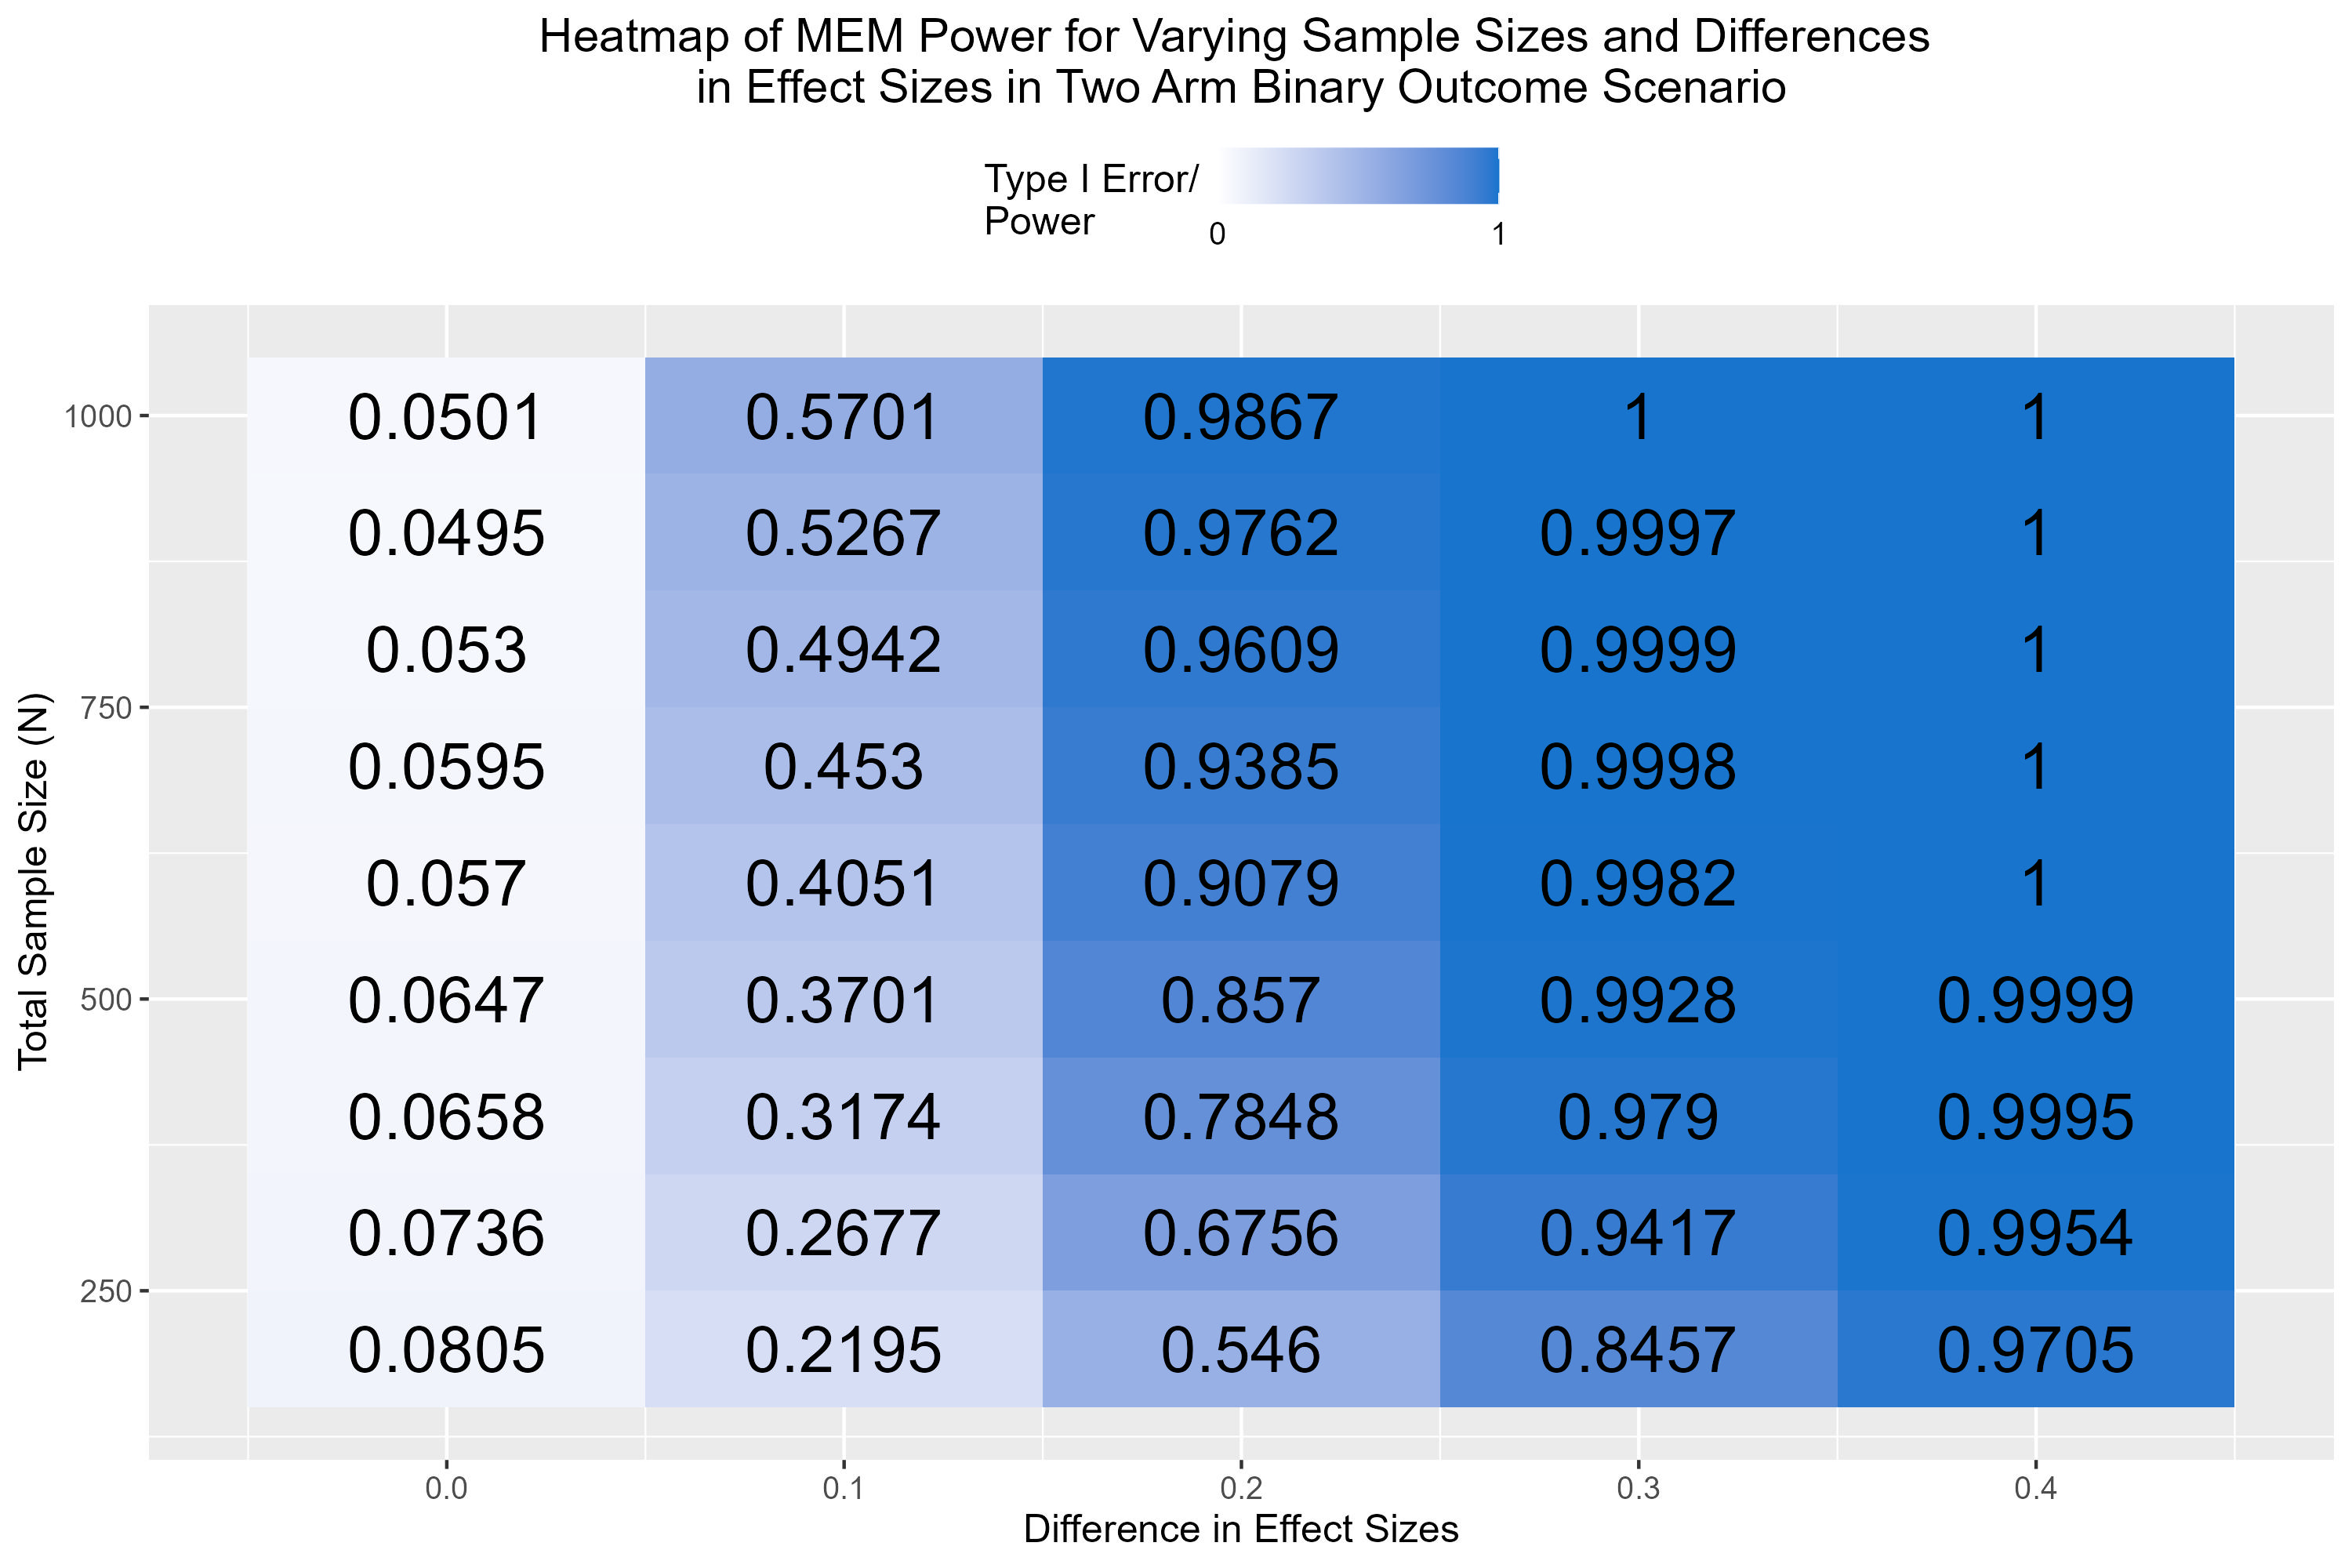 Heatmap of MEM Power for Varying Sample Sizes and Differences
in Effect Sizes in Two Arm Binary Outcome Scenario
Type I Error/
Power
0 1
Total Sample Size (N)
1000 0.0501 0.5701 0.9867 1 1
0.0495 0.5267 0.9762 0.9997 1
0.053 0.4942 0.9609 0.9999 1
750
0.0595 0.453 0.9385 0.9998 1
0.057 0.4051 0.9079 0.9982 1
500 0.0647 0.3701 0.857 0.9928 0.9999
0.0658 0.3174 0.7848 0.979 0.9995
0.0736 0.2677 0.6756 0.9417 0.9954
250
0.0805 0.2195 0.546 0.8457 0.9705
0.0 0.1 0.2 0.3 0.4
Difference in Effect Sizes